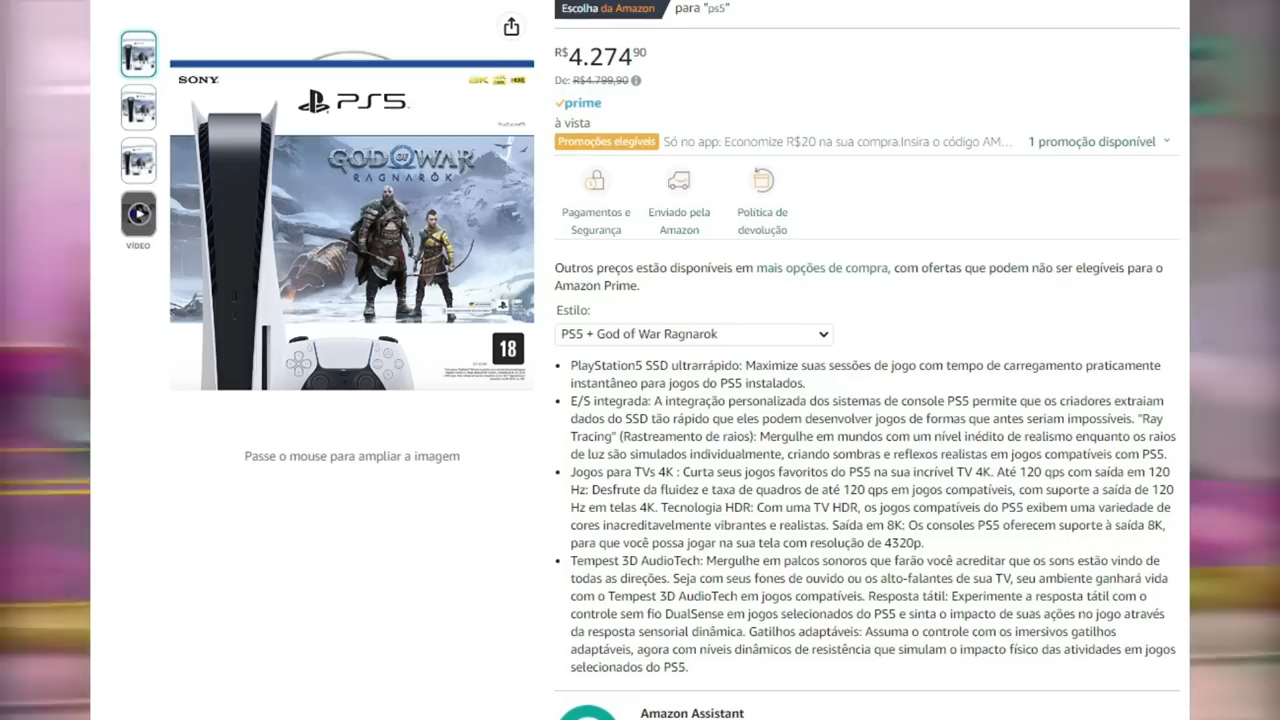 Escolha da Amazon para "ps5"
R$4.27490
De: R$4.799,90
prime
à vista
Promoções elegíveis Só no app: Economize R$20 na sua compra.Insira o código AM... 1 promoção disponível
Pagamentos e Segurança
Enviado pela Amazon
Política de devolução
Outros preços estão disponíveis em mais opções de compra, com ofertas que podem não ser elegíveis para o
Amazon Prime.
Estilo:
PS5 + God of War Ragnarok
PlayStation5 SSD ultrarrápido: Maximize suas sessões de jogo com tempo de carregamento praticamente
instantâneo para jogos do PS5 instalados.
E/S integrada: A integração personalizada dos sistemas de console PS5 permite que os criadores extraiam
dados do SSD tão rápido que eles podem desenvolver jogos de formas que antes seriam impossíveis. "Ray
Tracing" (Rastreamento de raios): Mergulhe em mundos com um nível inédito de realismo enquanto os raios
de luz são simulados individualmente, criando sombras e reflexos realistas em jogos compatíveis com PS5.
Jogos para TVs 4K : Curta seus jogos favoritos do PS5 na sua incrível TV 4K. Até 120 qps com saída em 120
Hz: Desfrute da fluidez e taxa de quadros de até 120 qps em jogos compatíveis, com suporte a saída de 120
Hz em telas 4K. Tecnologia HDR: Com uma TV HDR, os jogos compatíveis do PS5 exibem uma variedade de
cores inacreditavelmente vibrantes e realistas. Saída em 8K: Os consoles PS5 oferecem suporte à saída 8K,
para que você possa jogar na sua tela com resolução de 4320p.
Tempest 3D AudioTech: Mergulhe em palcos sonoros que farão você acreditar que os sons estão vindo de
todas as direções. Seja com seus fones de ouvido ou os alto-falantes de sua TV, seu ambiente ganhará vida
com o Tempest 3D AudioTech em jogos compatíveis. Resposta tátil: Experimente a resposta tátil com o
controle sem fio DualSense em jogos selecionados do PS5 e sinta o impacto de suas ações no jogo através
da resposta sensorial dinâmica. Gatilhos adaptáveis: Assuma o controle com os imersivos gatilhos
adaptáveis, agora com níveis dinâmicos de resistência que simulam o impacto físico das atividades em jogos
selecionados do PS5.
Amazon Assistant
VÍDEO
SONY
PS5
GOD OF WAR
RAGNARÖK
18
Passe o mouse para ampliar a imagem